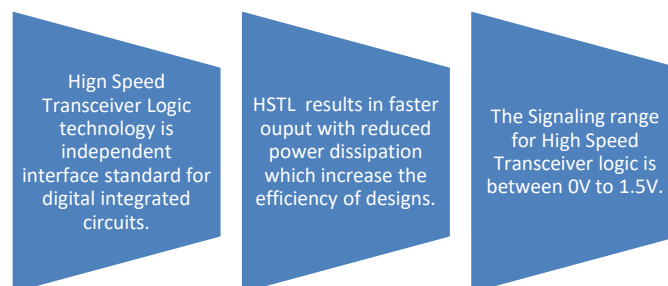 Hign Speed
Transceiver Logic
technology is
independent
interface standard for
digital integrated
circuits.
HSTL results in faster
ouput with reduced
power dissipation
which increase the
efficiency of designs.
The Signaling range
for High Speed
Transceiver logic is
between 0V to 1.5V.